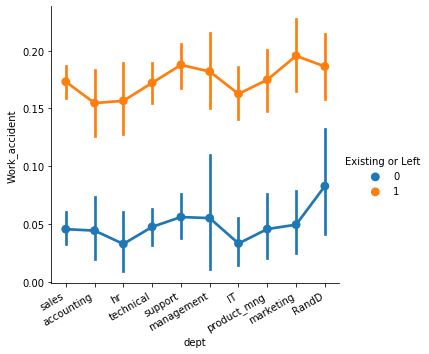 0.20
0.15
0.10
0.05
0.00
Work_accident
sales
accounting
hr
technical
support
management
IT
product_mng
marketing
RandD
dept
Existing or Left
0
1